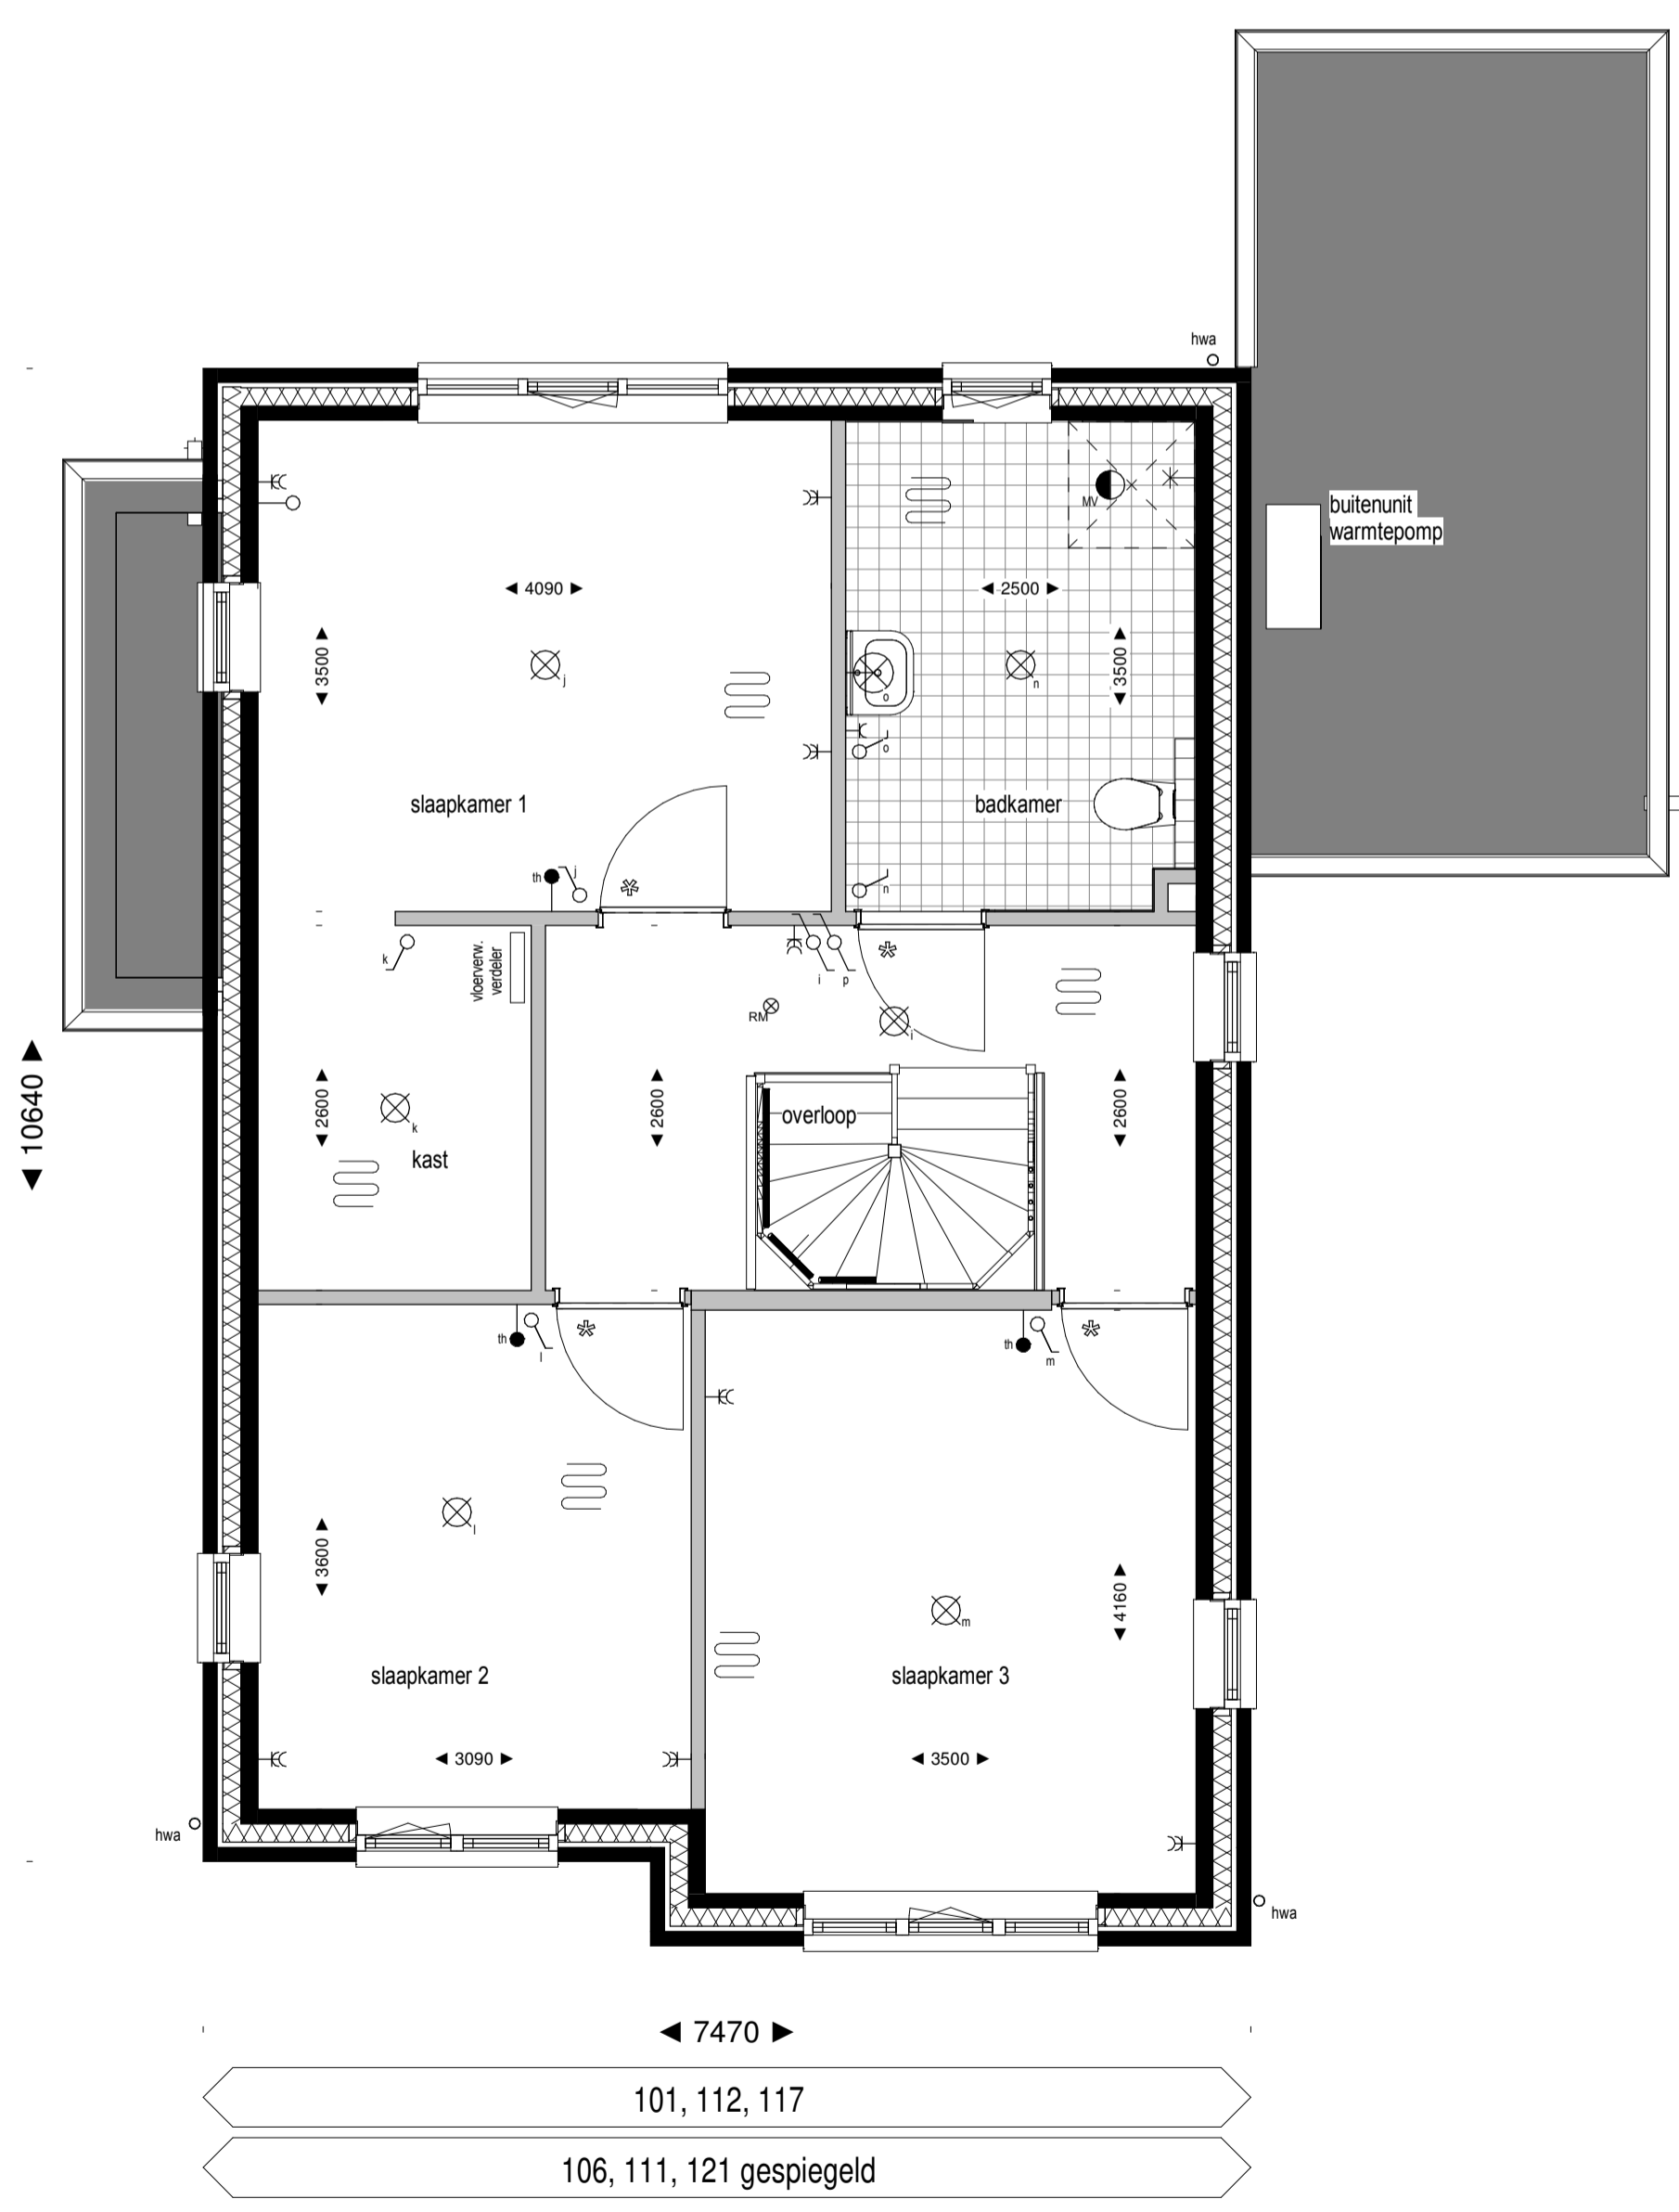 hwa
buitenunit
warmtepomp
MV
◄ 4090 ►
◄ 2500 ►
◄ 3500 ►
j
n
◄ 3500 ►
o
o
slaapkamer 1
badkamer
th
j
n
k
vloerverw.
verdeler
i
p
RM
i
◄ 10640 ►
◄ 2600 ►
◄ 2600 ►
overloop
◄ 2600 ►
k
kast
th
l
th
m
l
◄ 3600 ►
◄ 4160 ►
m
slaapkamer 2
slaapkamer 3
◄ 3090 ►
◄ 3500 ►
hwa
hwa
◄ 7470 ►
101, 112, 117
106, 111, 121 gespiegeld